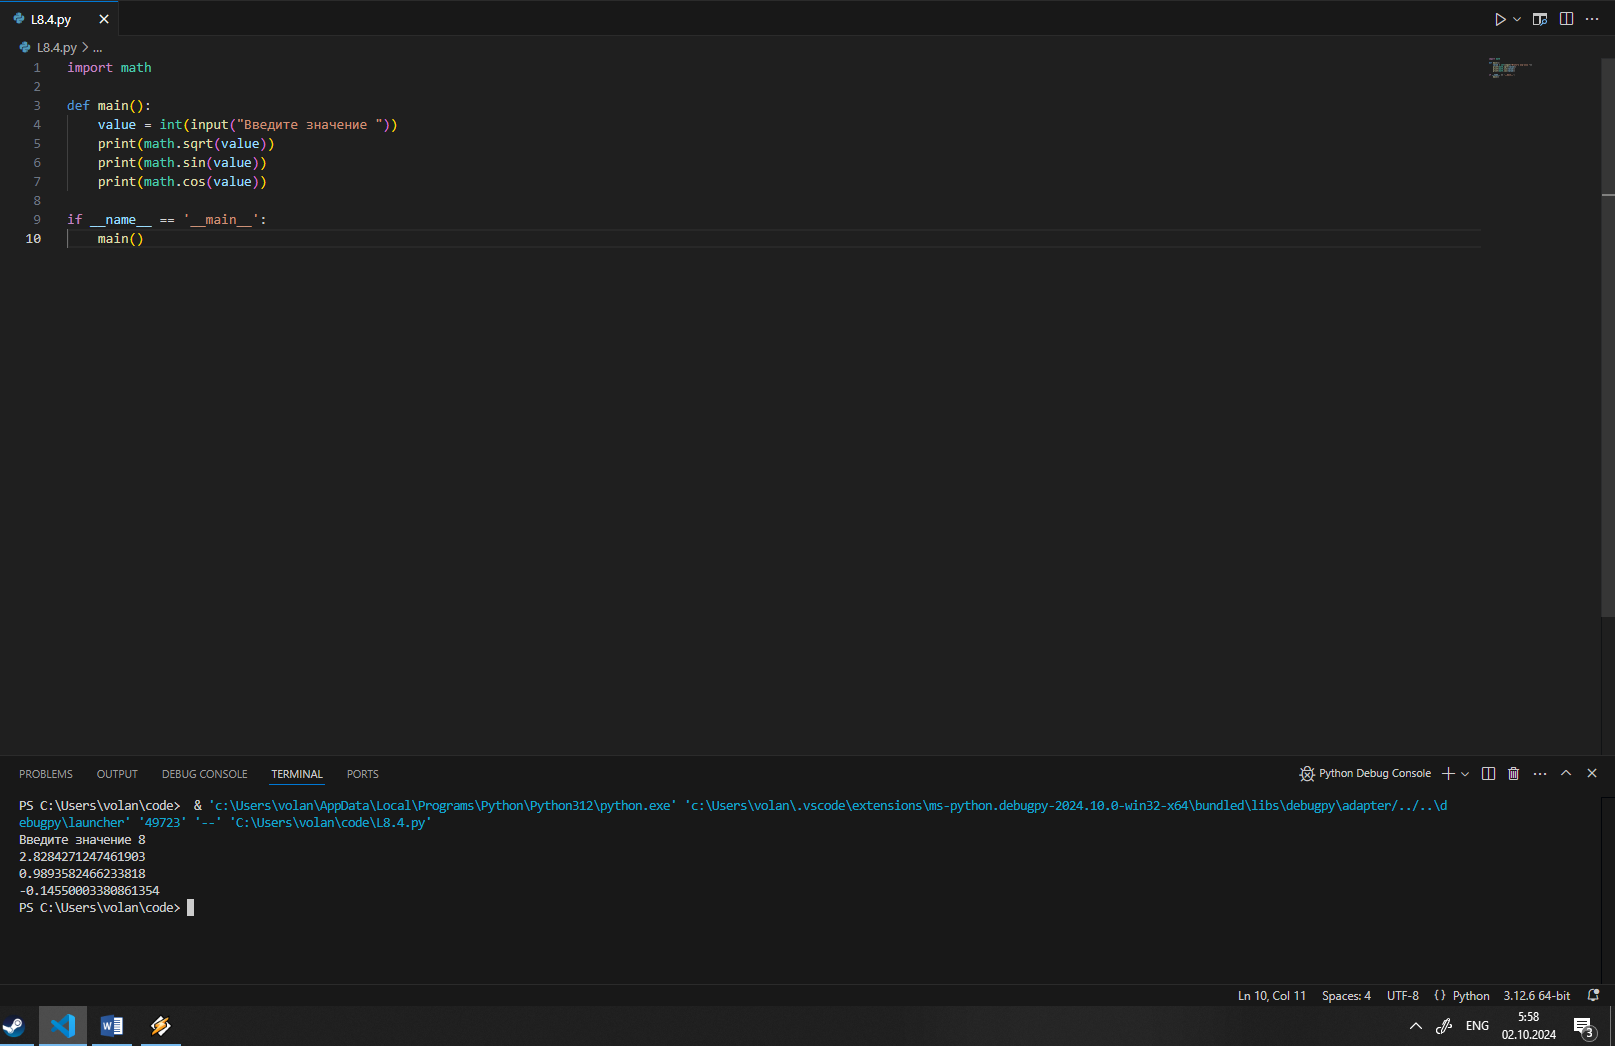 L8.4.py
L8.4.py > ...
1 import math
2
3 def main():
4     value = int(input("Введите значение "))
5     print(math.sqrt(value))
6     print(math.sin(value))
7     print(math.cos(value))
8
9 if __name__ == '__main__':
10     main()
PROBLEMS OUTPUT DEBUG CONSOLE TERMINAL PORTS Python Debug Console
PS C:\Users\volan\code>  & 'c:\Users\volan\AppData\Local\Programs\Python\Python312\python.exe' 'c:\Users\volan\.vscode\extensions\ms-python.debugpy-2024.10.0-win32-x64\bundled\libs\debugpy\adapter/../..\d
ebugpy\launcher' '49723' '--' 'C:\Users\volan\code\L8.4.py'
Введите значение 8
2.8284271247461903
0.9893582466233818
-0.14550003380861354
PS C:\Users\volan\code>
Ln 10, Col 11 Spaces: 4 UTF-8 {} Python 3.12.6 64-bit
W ENG 5:58
02.10.2024 3